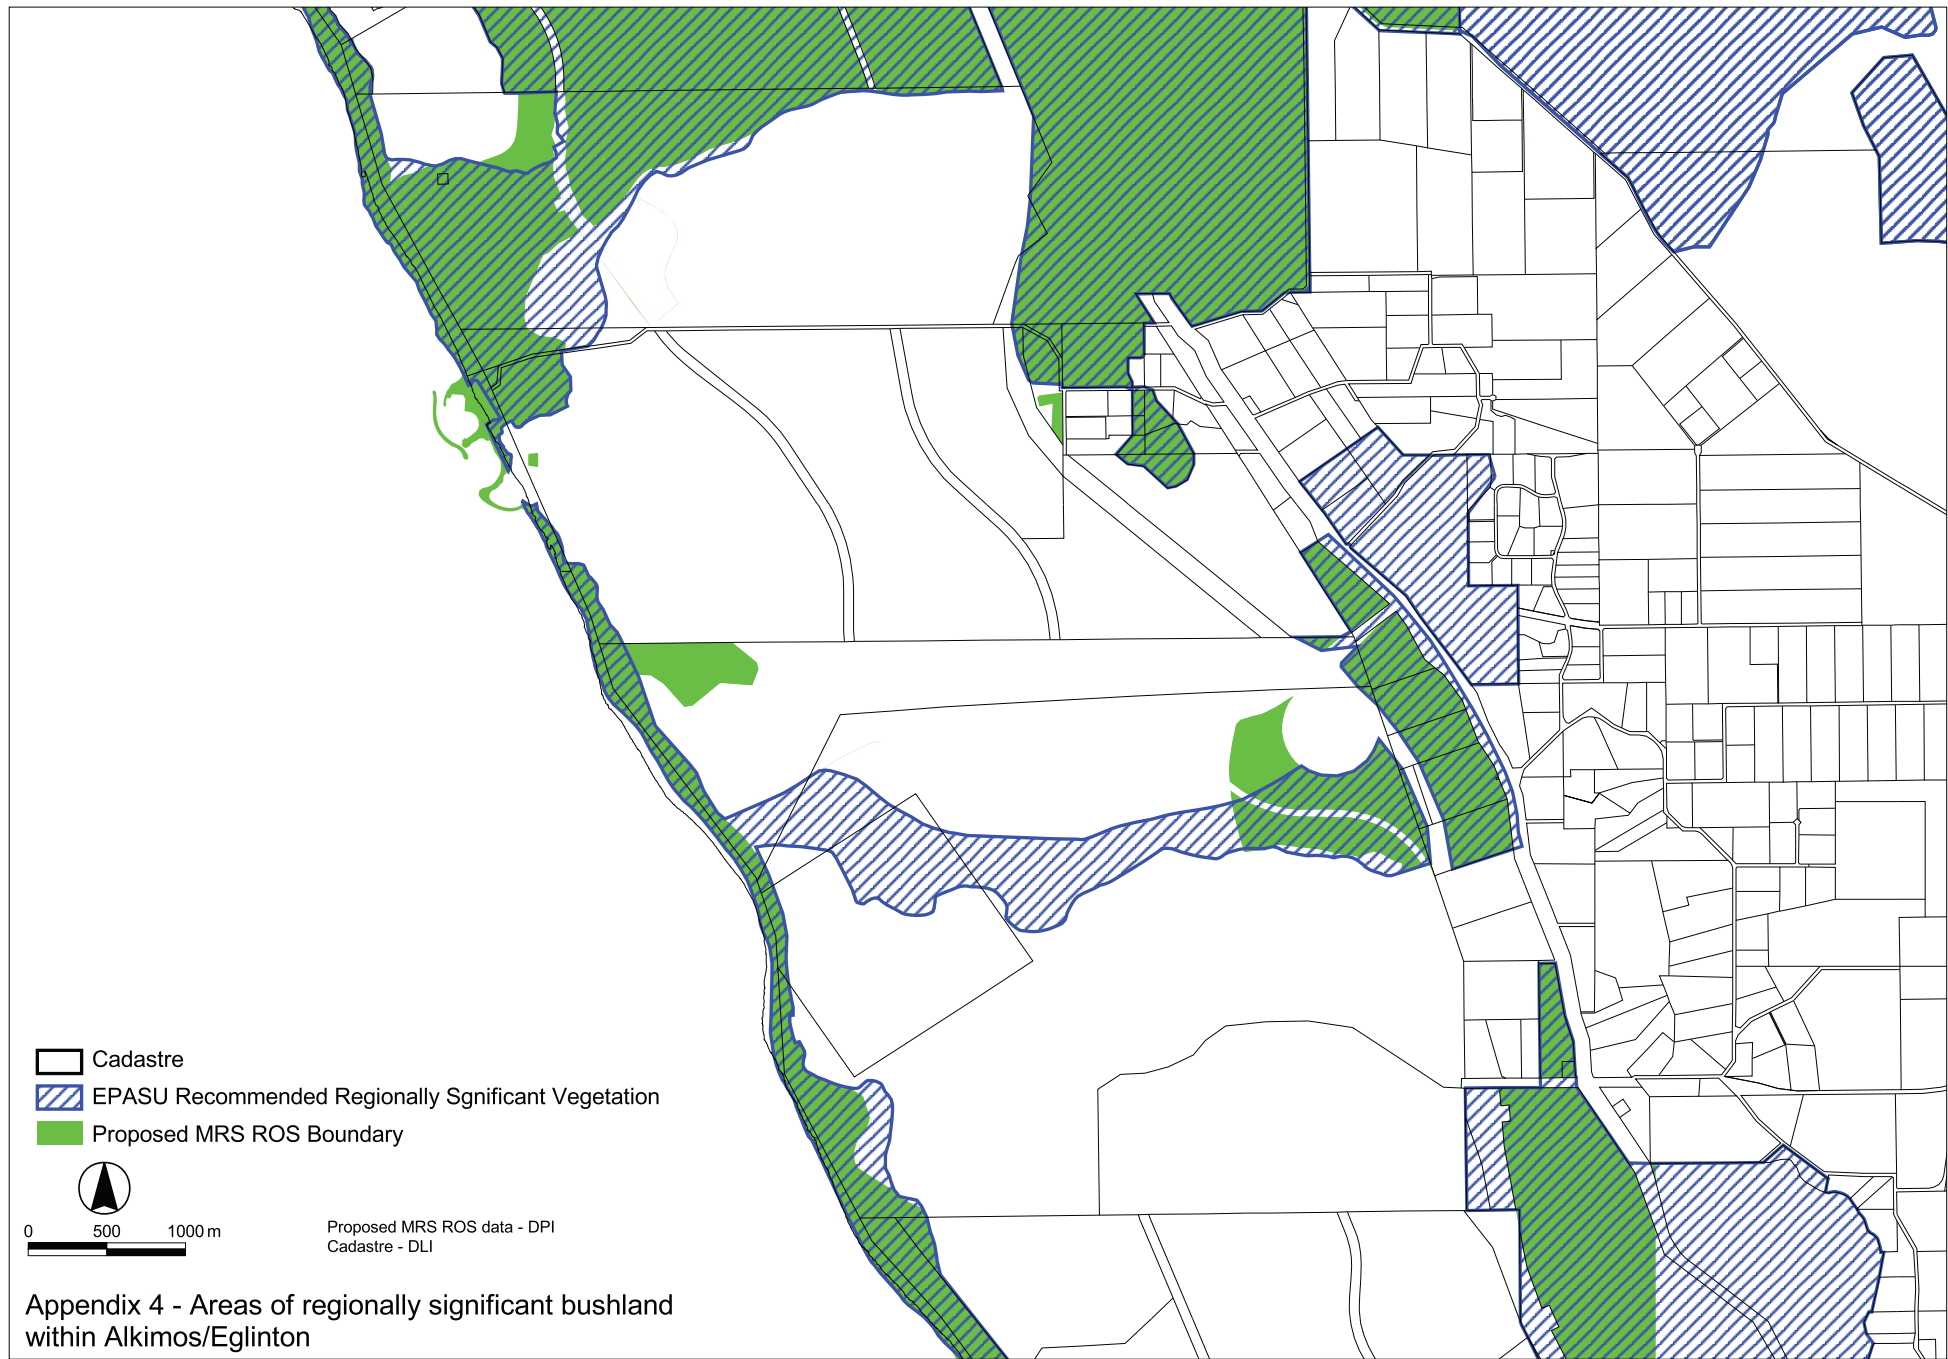 Cadastre
EPASU Recommended Regionally Sgnificant Vegetation
Proposed MRS ROS Boundary
0 500 1000 m
Proposed MRS ROS data - DPI
Cadastre - DLI
Appendix 4 - Areas of regionally significant bushland
within Alkimos/Eglinton